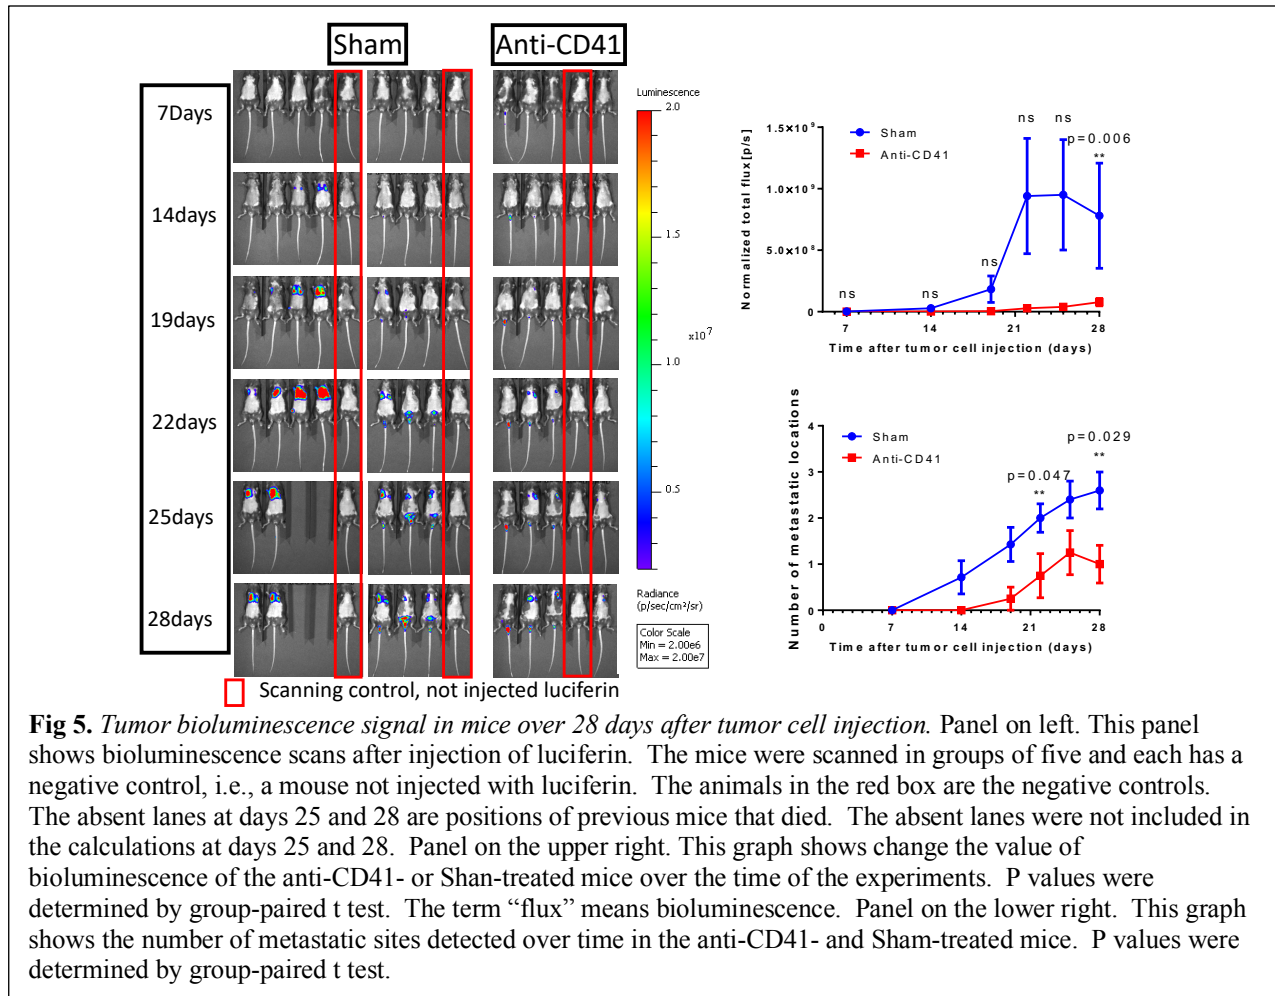 Sham
Anti-CD41
7Days
14days
19days
22days
25days
28days
Luminescence
2.0
1.5
x10⁷
1.0
0.5
Radiance
(p/sec/cm²/sr)
Color Scale
Min = 2.00e6
Max = 2.00e7
Scanning control, not injected luciferin
Normalized total flux[p/s]
1.5×10⁹
1.0×10⁹
5.0×10⁸
0
Sham
Anti-CD41
ns
ns
ns
ns
ns
p=0.006
**
7
14
21
28
Time after tumor cell injection (days)
Number of metastatic locations
4
3
2
1
0
Sham
Anti-CD41
p=0.047
**
p=0.029
**
0
7
14
21
28
Time after tumor cell injection (days)
Fig 5. Tumor bioluminescence signal in mice over 28 days after tumor cell injection. Panel on left. This panel
shows bioluminescence scans after injection of luciferin. The mice were scanned in groups of five and each has a
negative control, i.e., a mouse not injected with luciferin. The animals in the red box are the negative controls.
The absent lanes at days 25 and 28 are positions of previous mice that died. The absent lanes were not included in
the calculations at days 25 and 28. Panel on the upper right. This graph shows change the value of
bioluminescence of the anti-CD41- or Shan-treated mice over the time of the experiments. P values were
determined by group-paired t test. The term “flux” means bioluminescence. Panel on the lower right. This graph
shows the number of metastatic sites detected over time in the anti-CD41- and Sham-treated mice. P values were
determined by group-paired t test.